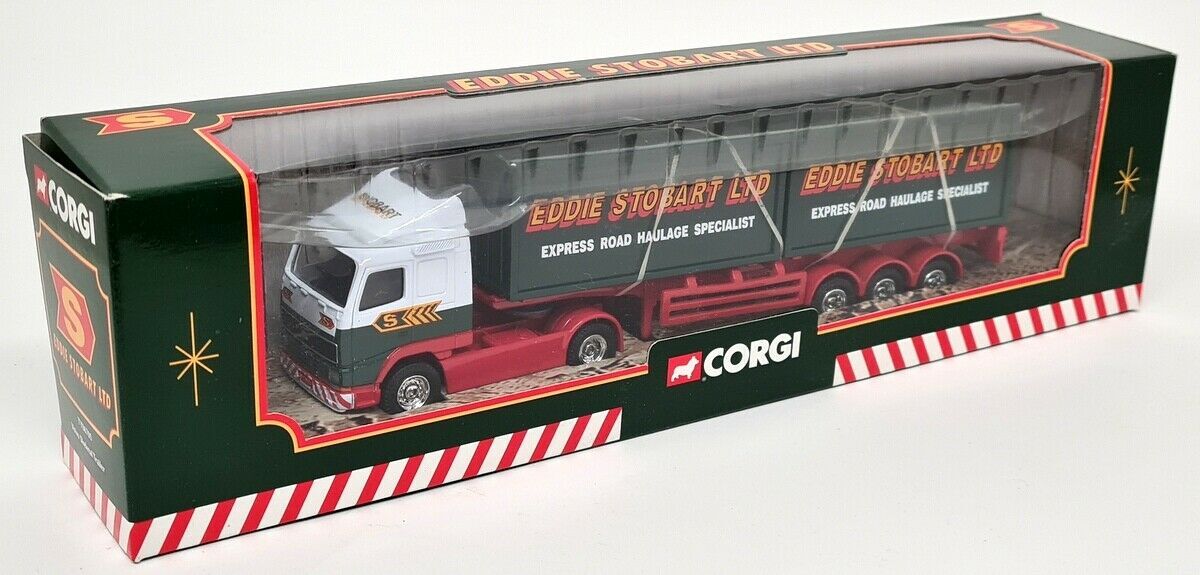 EDDIE STOBART LTD
S
S
CORGI
S
EDDIE STOBART LTD
STOBART
S
EDDIE STOBART LTD
EXPRESS ROAD HAULAGE SPECIALIST
EDDIE STOBART LTD
EXPRESS ROAD HAULAGE SPECIALIST
CORGI